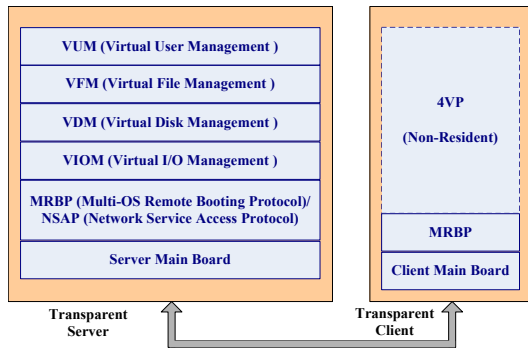 VUM (Virtual User Management )
VFM (Virtual File Management )
VDM (Virtual Disk Management )
VIOM (Virtual I/O Management )
MRBP (Multi-OS Remote Booting Protocol)/
NSAP (Network Service Access Protocol)
Server Main Board
Transparent
Server
4VP
(Non-Resident)
MRBP
Client Main Board
Transparent
Client